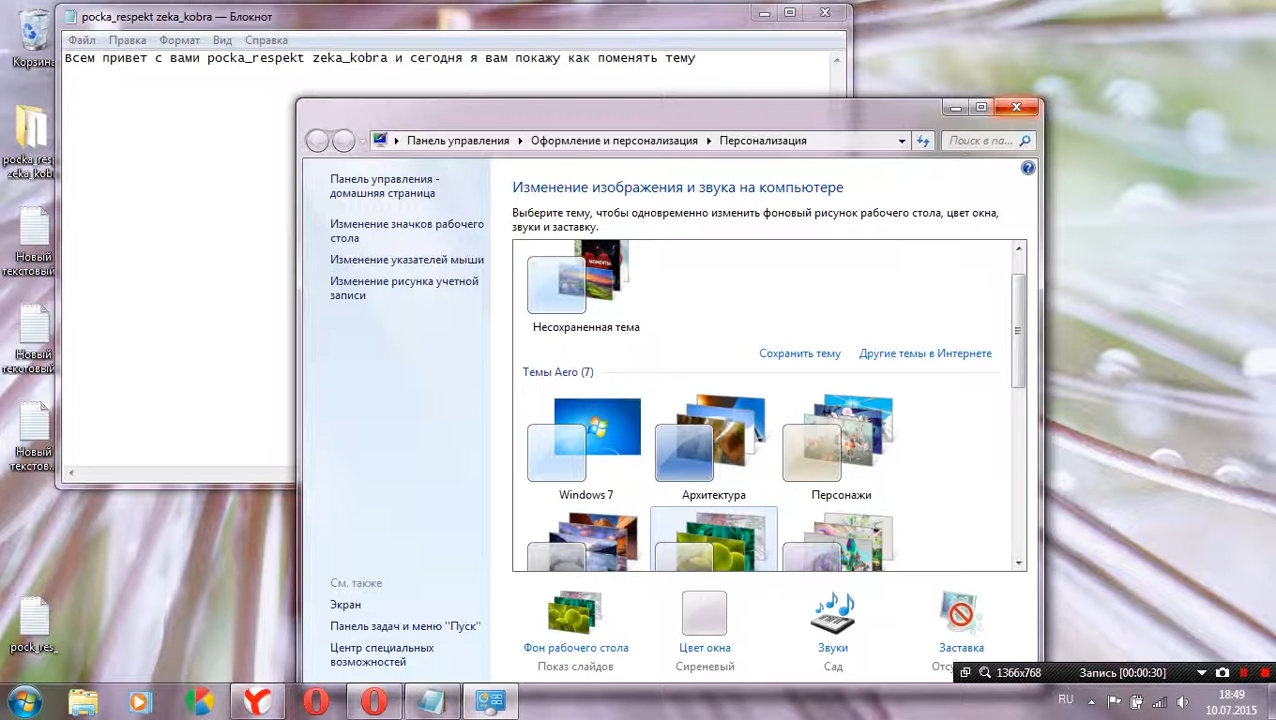 pocka_respekt zeka_kobra — Блокнот
Файл Правка Формат Вид Справка
Всем привет с вами pocka_respekt zeka_kobra и сегодня я вам покажу как поменять тему
Корзина
pocka_res
zeka_kob
Новый
текстовый
Новый
текстовый
Новый
текстов...
pock_res_
Панель управления Оформление и персонализация Персонализация
Поиск в па...
Панель управления -
домашняя страница
Изменение значков рабочего
стола
Изменение указателей мыши
Изменение рисунка учетной
записи
См. также
Экран
Панель задач и меню "Пуск"
Центр специальных
возможностей
Изменение изображения и звука на компьютере
Выберите тему, чтобы одновременно изменить фоновый рисунок рабочего стола, цвет окна,
звуки и заставку.
МОМЕНТЫ
Несохраненная тема
Сохранить тему Другие темы в Интернете
Темы Aero (7)
Windows 7 Архитектура Персонажи
Фон рабочего стола Цвет окна Звуки Заставка
Показ слайдов Сиреневый Сад Отсу
1366x768 Запись [00:00:30]
RU
18:49
10.07.2015